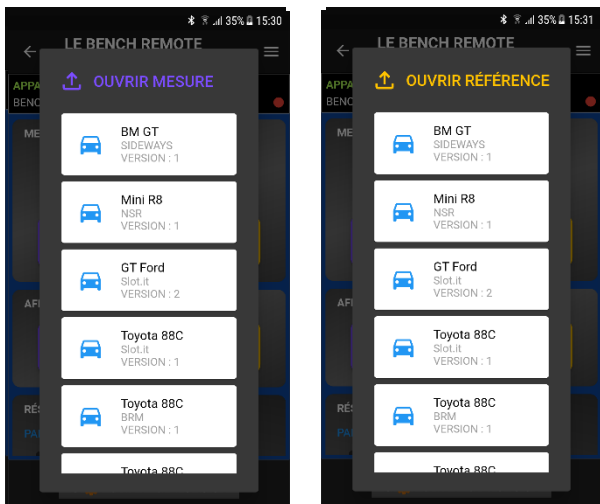 35% 15:30
LE BENCH REMOTE
APPA
BENC
OUVRIR MESURE
ME
BM GT
SIDEWAYS
VERSION : 1
Mini R8
NSR
VERSION : 1
GT Ford
Slot.it
VERSION : 2
AFI
Toyota 88C
Slot.it
VERSION : 1
Toyota 88C
BRM
VERSION : 1
RÉ
PA
Toyota 88C
35% 15:31
LE BENCH REMOTE
APPA
BENC
OUVRIR RÉFÉRENCE
ME
BM GT
SIDEWAYS
VERSION : 1
Mini R8
NSR
VERSION : 1
GT Ford
Slot.it
VERSION : 2
AFI
Toyota 88C
Slot.it
VERSION : 1
Toyota 88C
BRM
VERSION : 1
RÉ
PA
Toyota 88C